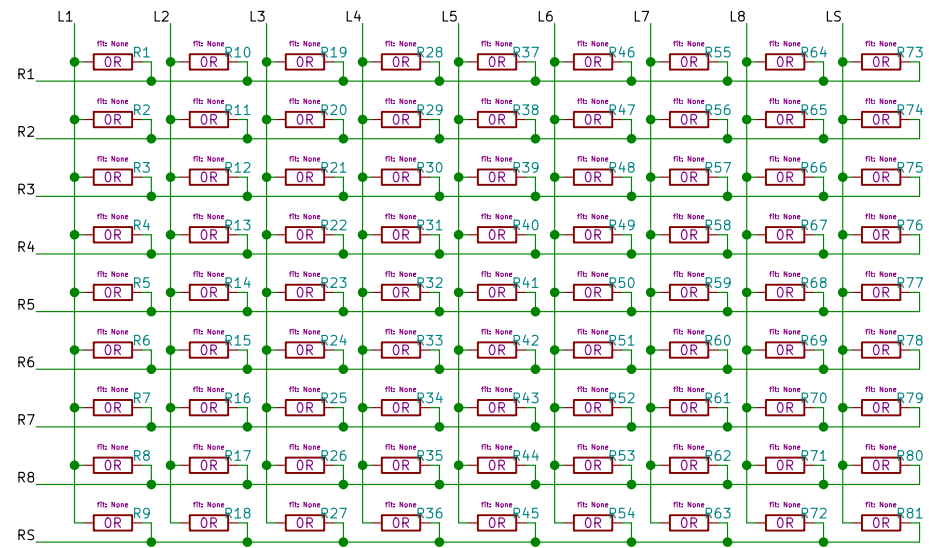 L1 L2 L3 L4 L5 L6 L7 L8 LS
fit: None fit: None fit: None fit: None fit: None fit: None fit: None fit: None fit: None
0R R1 0R R10 0R R19 0R R28 0R R37 0R R46 0R R55 0R R64 0R R73
R1
fit: None fit: None fit: None fit: None fit: None fit: None fit: None fit: None fit: None
0R R2 0R R11 0R R20 0R R29 0R R38 0R R47 0R R56 0R R65 0R R74
R2
fit: None fit: None fit: None fit: None fit: None fit: None fit: None fit: None fit: None
0R R3 0R R12 0R R21 0R R30 0R R39 0R R48 0R R57 0R R66 0R R75
R3
fit: None fit: None fit: None fit: None fit: None fit: None fit: None fit: None fit: None
0R R4 0R R13 0R R22 0R R31 0R R40 0R R49 0R R58 0R R67 0R R76
R4
fit: None fit: None fit: None fit: None fit: None fit: None fit: None fit: None fit: None
0R R5 0R R14 0R R23 0R R32 0R R41 0R R50 0R R59 0R R68 0R R77
R5
fit: None fit: None fit: None fit: None fit: None fit: None fit: None fit: None fit: None
0R R6 0R R15 0R R24 0R R33 0R R42 0R R51 0R R60 0R R69 0R R78
R6
fit: None fit: None fit: None fit: None fit: None fit: None fit: None fit: None fit: None
0R R7 0R R16 0R R25 0R R34 0R R43 0R R52 0R R61 0R R70 0R R79
R7
fit: None fit: None fit: None fit: None fit: None fit: None fit: None fit: None fit: None
0R R8 0R R17 0R R26 0R R35 0R R44 0R R53 0R R62 0R R71 0R R80
R8
fit: None fit: None fit: None fit: None fit: None fit: None fit: None fit: None fit: None
0R R9 0R R18 0R R27 0R R36 0R R45 0R R54 0R R63 0R R72 0R R81
RS